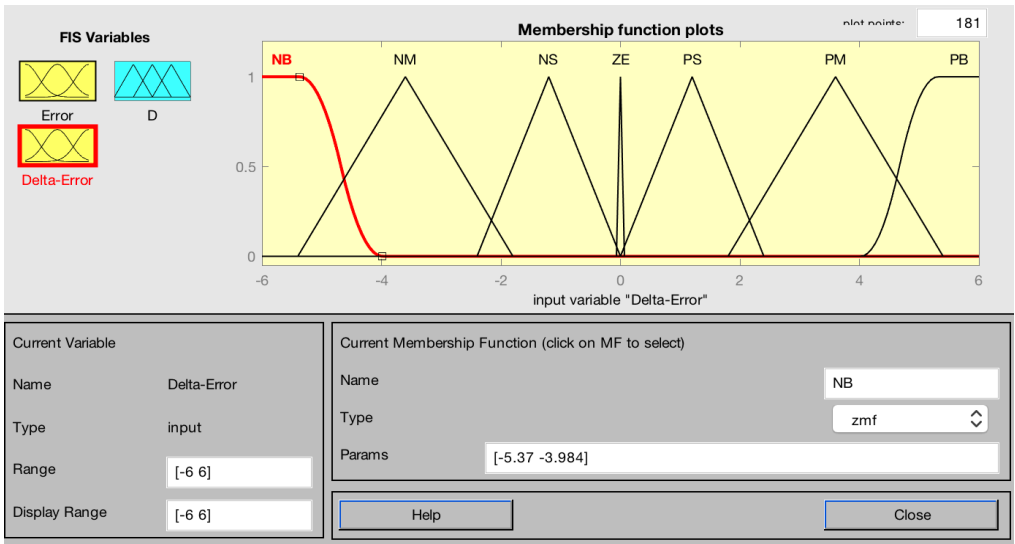 FIS Variables
Error
D
Delta-Error
Membership function plots
plot points:
181
NB
NM
NS
ZE
PS
PM
PB
1
0.5
0
-6
-4
-2
0
2
4
6
input variable "Delta-Error"
Current Variable
Name
Delta-Error
Type
input
Range
[-6 6]
Display Range
[-6 6]
Current Membership Function (click on MF to select)
Name
NB
Type
zmf
Params
[-5.37 -3.984]
Help
Close